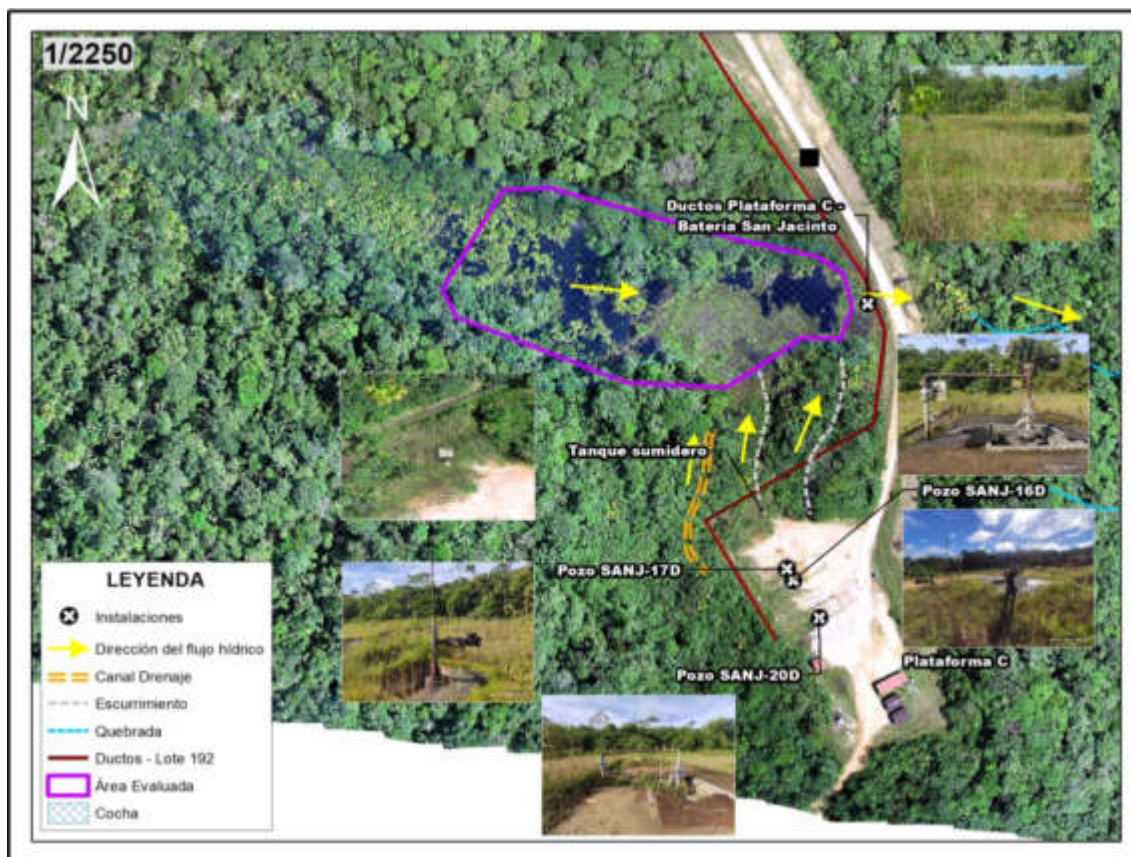 1/2250
N
Ductos Plataforma C -
Bateria San Jacinto
Tanque sumidero
Pozo SANJ-16D
Pozo SANJ-17D
Pozo SANJ-20D
Plataforma C
LEYENDA
Instalaciones
Dirección del flujo hídrico
Canal Drenaje
Escurrimiento
Quebrada
Ductos - Lote 192
Área Evaluada
Cocha